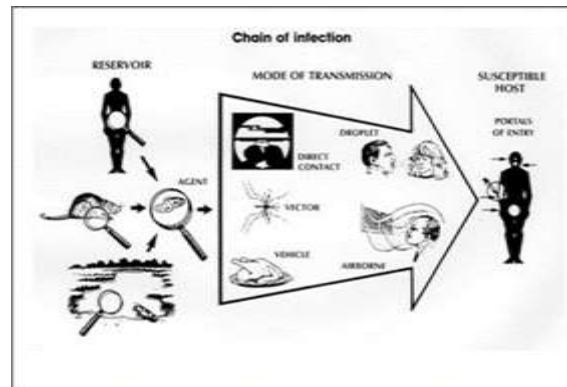 Chain of infection
RESERVOIR
MODE OF TRANSMISSION
SUSCEPTIBLE
HOST
PORTALS
OF ENTRY
DROPLET
DIRECT
CONTACT
AGENT
VECTOR
VEHICLE
AIRBORNE